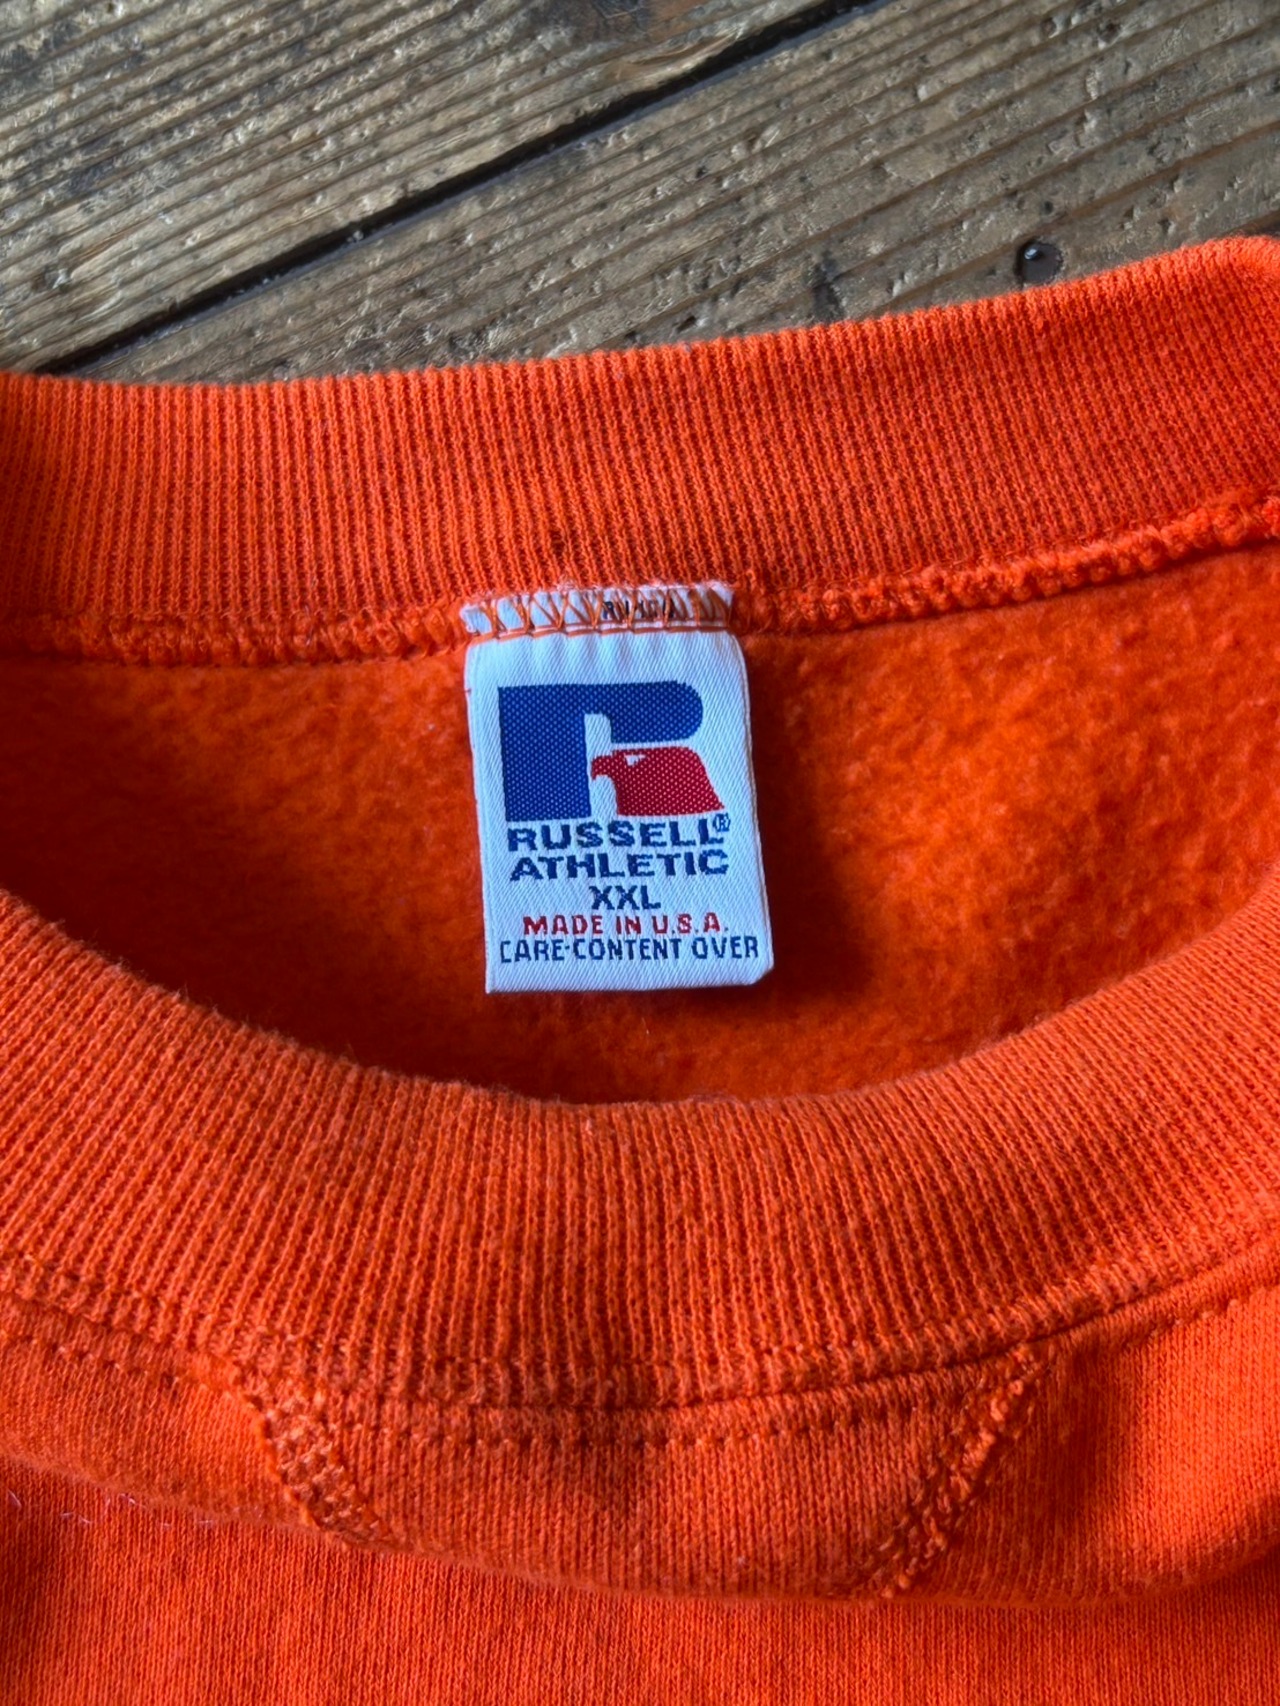 RUSSELL®
ATHLETIC
XXL
MADE IN U.S.A.
CARE-CONTENT OVER